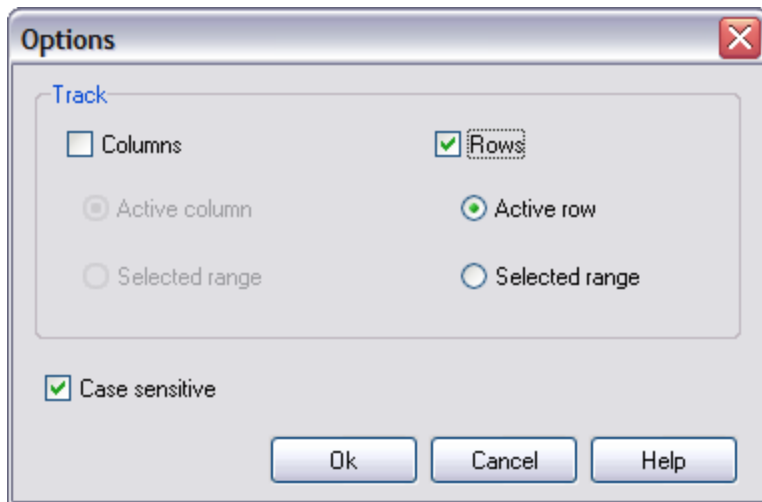 Options
Track
Columns
Rows
Active column
Active row
Selected range
Selected range
Case sensitive
Ok
Cancel
Help